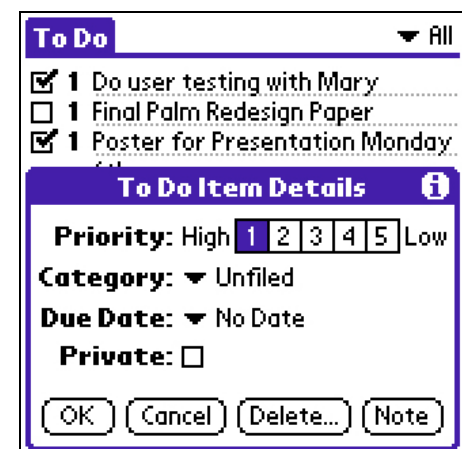 To Do All
1 Do user testing with Mary
1 Final Palm Redesign Paper
1 Poster for Presentation Monday
To Do Item Details i
Priority: High 1 2 3 4 5 Low
Category: Unfiled
Due Date: No Date
Private:
OK Cancel Delete... Note